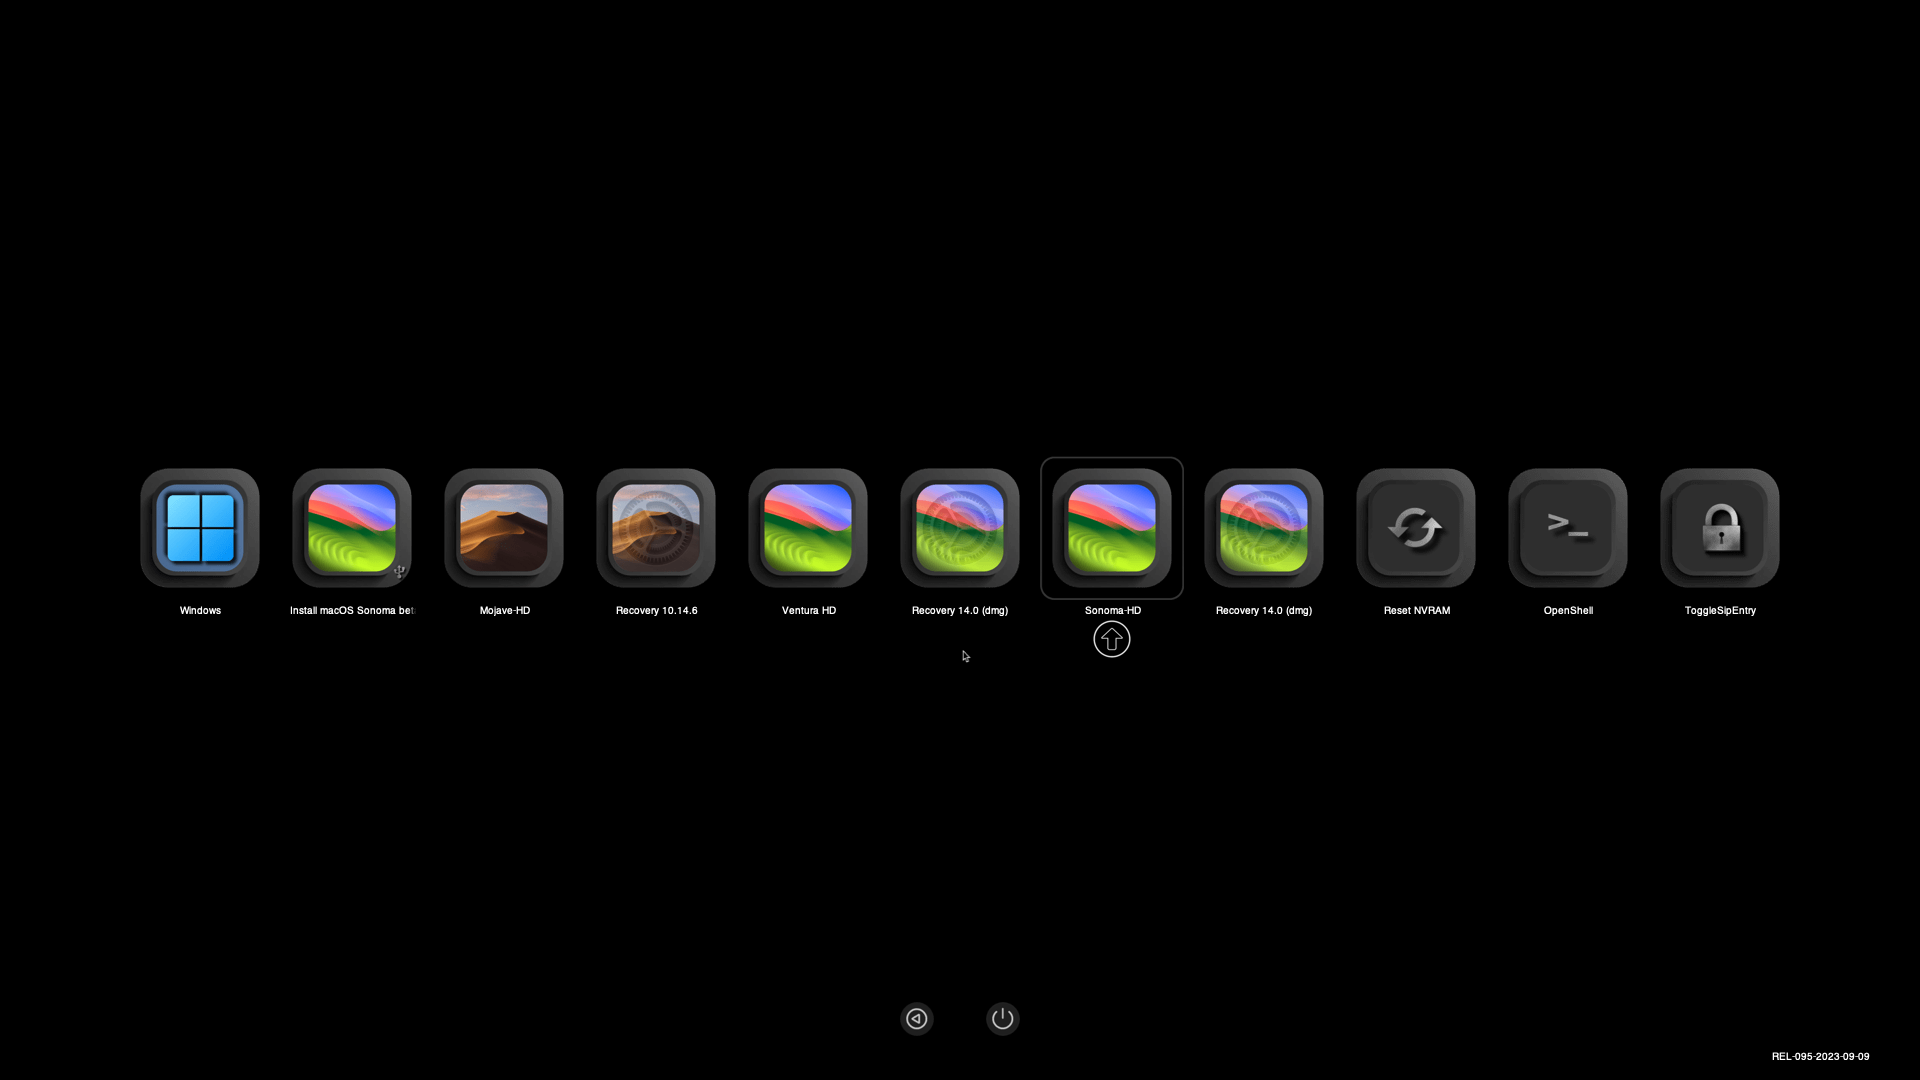 Windows
Install macOS Sonoma bet
Mojave-HD
Recovery 10.14.6
Ventura HD
Recovery 14.0 (dmg)
Sonoma-HD
Recovery 14.0 (dmg)
Reset NVRAM
OpenShell
ToggleSipEntry
REL-095-2023-09-09